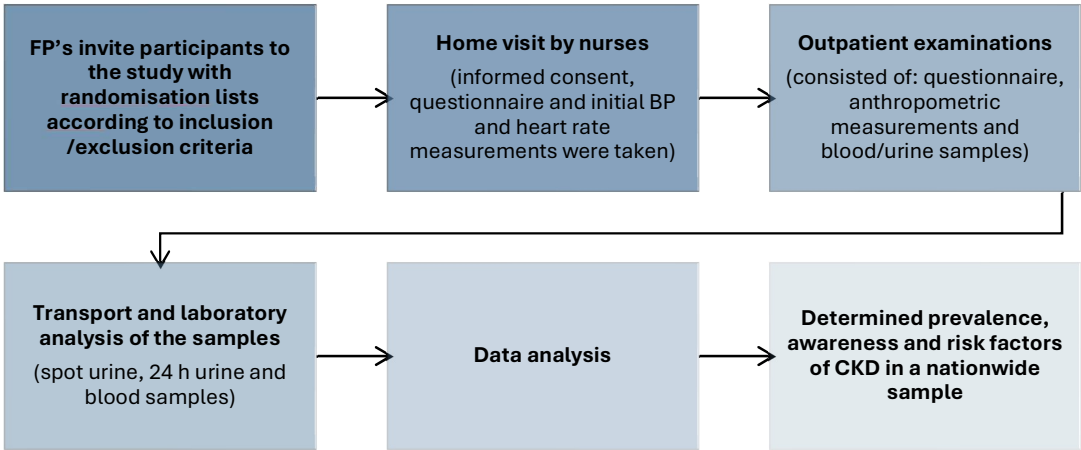 FP's invite participants to
the study with
randomisation lists
according to inclusion
/exclusion criteria
Home visit by nurses
(informed consent,
questionnaire and initial BP
and heart rate
measurements were taken)
Outpatient examinations
(consisted of: questionnaire,
anthropometric
measurements and
blood/urine samples)
Transport and laboratory
analysis of the samples
(spot urine, 24 h urine and
blood samples)
Data analysis
Determined prevalence,
awareness and risk factors
of CKD in a nationwide
sample